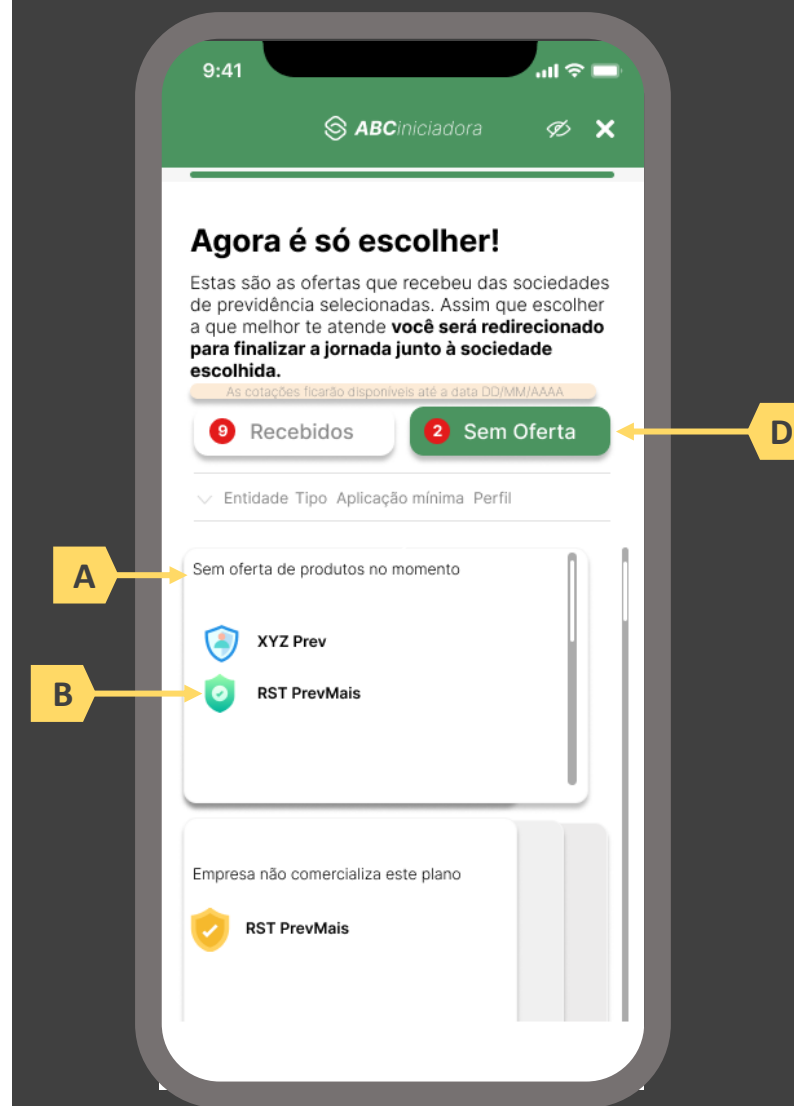 9:41
ABCiniciadora
Agora é só escolher!
Estas são as ofertas que recebeu das sociedades
de previdência selecionadas. Assim que escolher
a que melhor te atende você será redirecionado
para finalizar a jornada junto à sociedade
escolhida.
As cotações ficarão disponíveis até a data DD/MM/AAAA
9 Recebidos
2 Sem Oferta
D
Entidade Tipo Aplicação mínima Perfil
A
Sem oferta de produtos no momento
XYZ Prev
B
RST PrevMais
Empresa não comercializa este plano
RST PrevMais